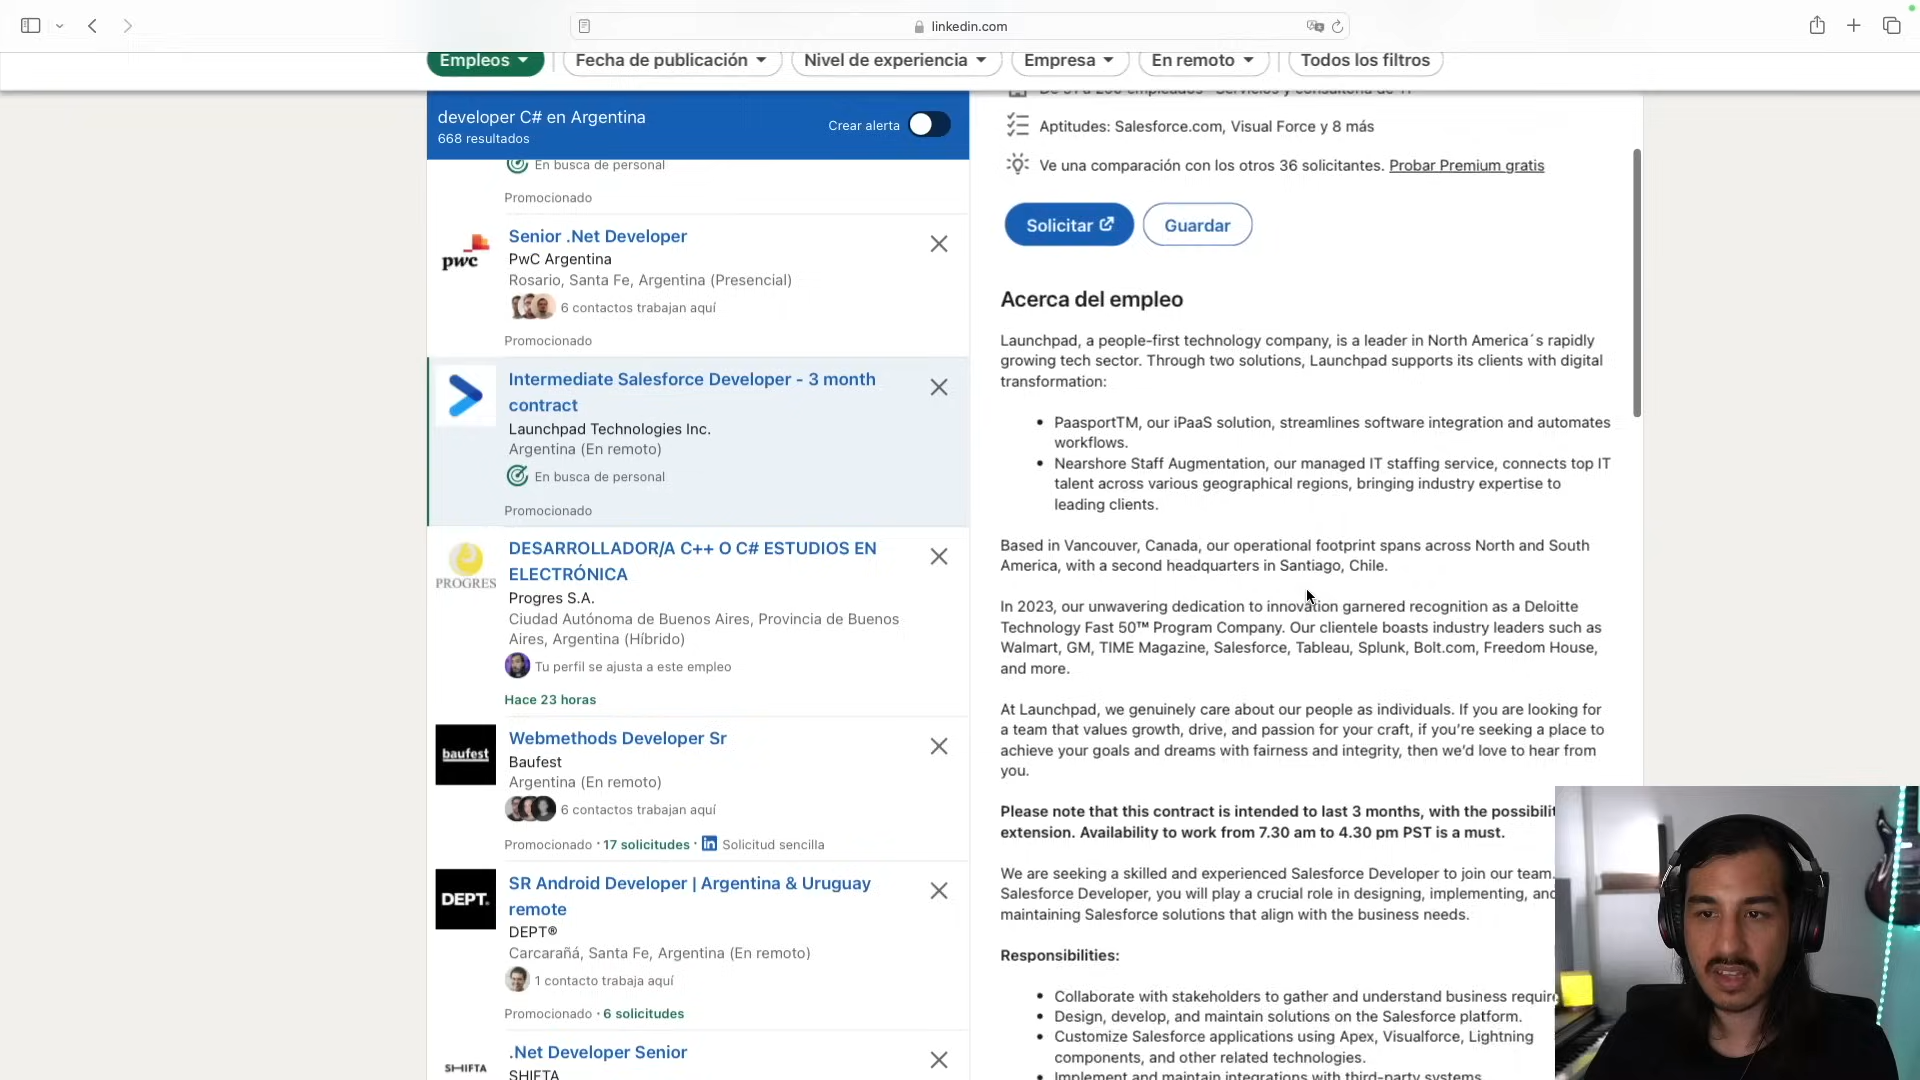 linkedin.com
Empleos
Fecha de publicación
Nivel de experiencia
Empresa
En remoto
Todos los filtros
developer C# en Argentina
668 resultados
Crear alerta
En busca de personal
Promocionado
pwc
Senior .Net Developer
PwC Argentina
Rosario, Santa Fe, Argentina (Presencial)
6 contactos trabajan aquí
Promocionado
Intermediate Salesforce Developer - 3 month
contract
Launchpad Technologies Inc.
Argentina (En remoto)
En busca de personal
Promocionado
PROGRES
DESARROLLADOR/A C++ O C# ESTUDIOS EN
ELECTRÓNICA
Progres S.A.
Ciudad Autónoma de Buenos Aires, Provincia de Buenos
Aires, Argentina (Híbrido)
Tu perfil se ajusta a este empleo
Hace 23 horas
baufest
Webmethods Developer Sr
Baufest
Argentina (En remoto)
6 contactos trabajan aquí
Promocionado · 17 solicitudes · in Solicitud sencilla
DEPT.
SR Android Developer | Argentina & Uruguay
remote
DEPT®
Carcarañá, Santa Fe, Argentina (En remoto)
1 contacto trabaja aquí
Promocionado · 6 solicitudes
SHIFTA
.Net Developer Senior
SHIFTA
Aptitudes: Salesforce.com, Visual Force y 8 más
Ve una comparación con los otros 36 solicitantes. Probar Premium gratis
Solicitar
Guardar
Acerca del empleo
Launchpad, a people-first technology company, is a leader in North America´s rapidly
growing tech sector. Through two solutions, Launchpad supports its clients with digital
transformation:
• PaasportTM, our iPaaS solution, streamlines software integration and automates
workflows.
• Nearshore Staff Augmentation, our managed IT staffing service, connects top IT
talent across various geographical regions, bringing industry expertise to
leading clients.
Based in Vancouver, Canada, our operational footprint spans across North and South
America, with a second headquarters in Santiago, Chile.
In 2023, our unwavering dedication to innovation garnered recognition as a Deloitte
Technology Fast 50™ Program Company. Our clientele boasts industry leaders such as
Walmart, GM, TIME Magazine, Salesforce, Tableau, Splunk, Bolt.com, Freedom House,
and more.
At Launchpad, we genuinely care about our people as individuals. If you are looking for
a team that values growth, drive, and passion for your craft, if you're seeking a place to
achieve your goals and dreams with fairness and integrity, then we'd love to hear from
you.
Please note that this contract is intended to last 3 months, with the possibilit
extension. Availability to work from 7.30 am to 4.30 pm PST is a must.
We are seeking a skilled and experienced Salesforce Developer to join our team.
Salesforce Developer, you will play a crucial role in designing, implementing, and
maintaining Salesforce solutions that align with the business needs.
Responsibilities:
• Collaborate with stakeholders to gather and understand business require
• Design, develop, and maintain solutions on the Salesforce platform.
• Customize Salesforce applications using Apex, Visualforce, Lightning
components, and other related technologies.
• Implement and maintain integrations with third-party systems